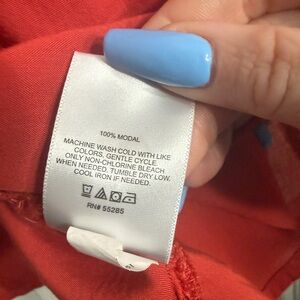 100% MODAL
MACHINE WASH COLD WITH LIKE
COLORS, GENTLE CYCLE.
ONLY NON-CHLORINE BLEACH
WHEN NEEDED. TUMBLE DRY LOW.
COOL IRON IF NEEDED.
RN# 55285